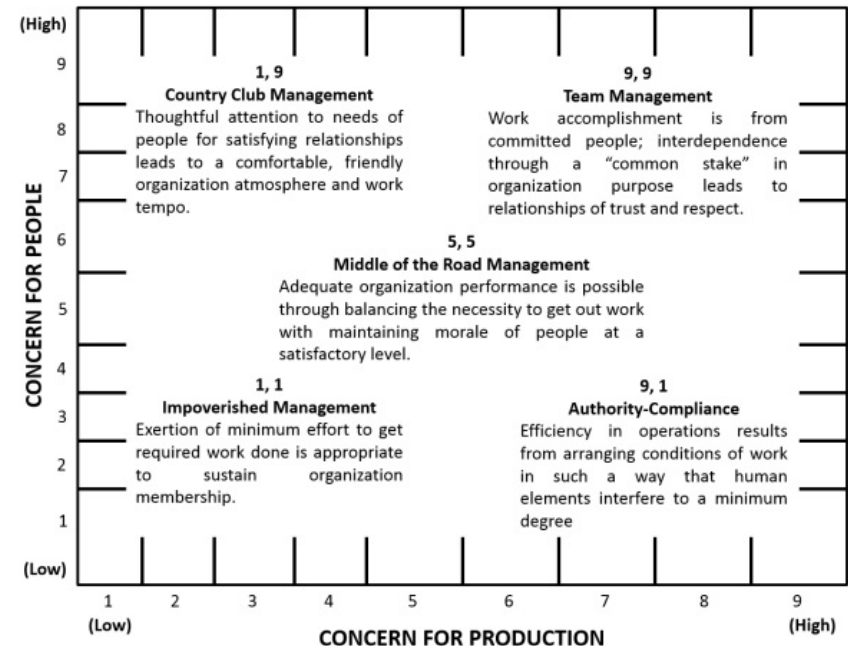 (High)
9
8
7
6
5
4
3
2
1
(Low)
CONCERN FOR PEOPLE
1, 9
Country Club Management
Thoughtful attention to needs of
people for satisfying relationships
leads to a comfortable, friendly
organization atmosphere and work
tempo.
9, 9
Team Management
Work accomplishment is from
committed people; interdependence
through a “common stake” in
organization purpose leads to
relationships of trust and respect.
5, 5
Middle of the Road Management
Adequate organization performance is possible
through balancing the necessity to get out work
with maintaining morale of people at a
satisfactory level.
1, 1
Impoverished Management
Exertion of minimum effort to get
required work done is appropriate
to sustain organization
membership.
9, 1
Authority-Compliance
Efficiency in operations results
from arranging conditions of work
in such a way that human
elements interfere to a minimum
degree
1 2 3 4 5 6 7 8 9
(Low) (High)
CONCERN FOR PRODUCTION